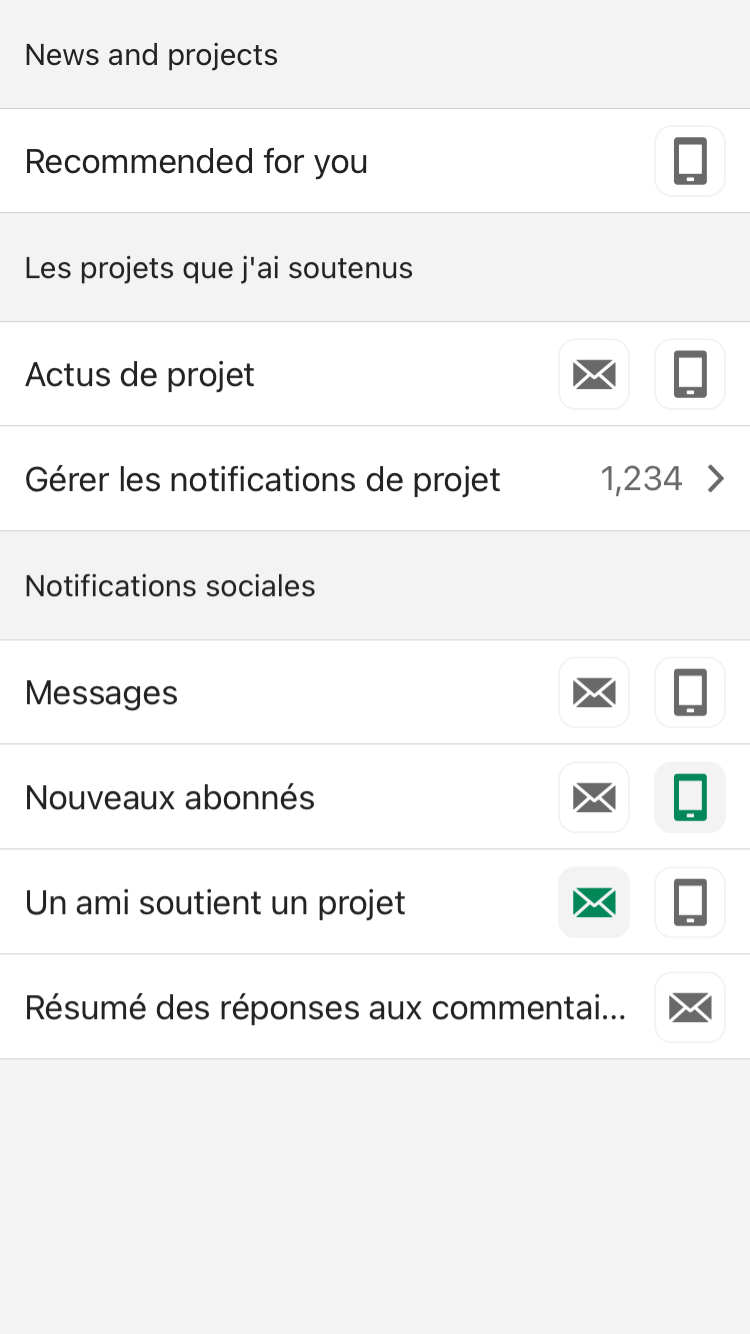 News and projects
Recommended for you
Les projets que j'ai soutenus
Actus de projet
Gérer les notifications de projet 1,234
Notifications sociales
Messages
Nouveaux abonnés
Un ami soutient un projet
Résumé des réponses aux commentai...